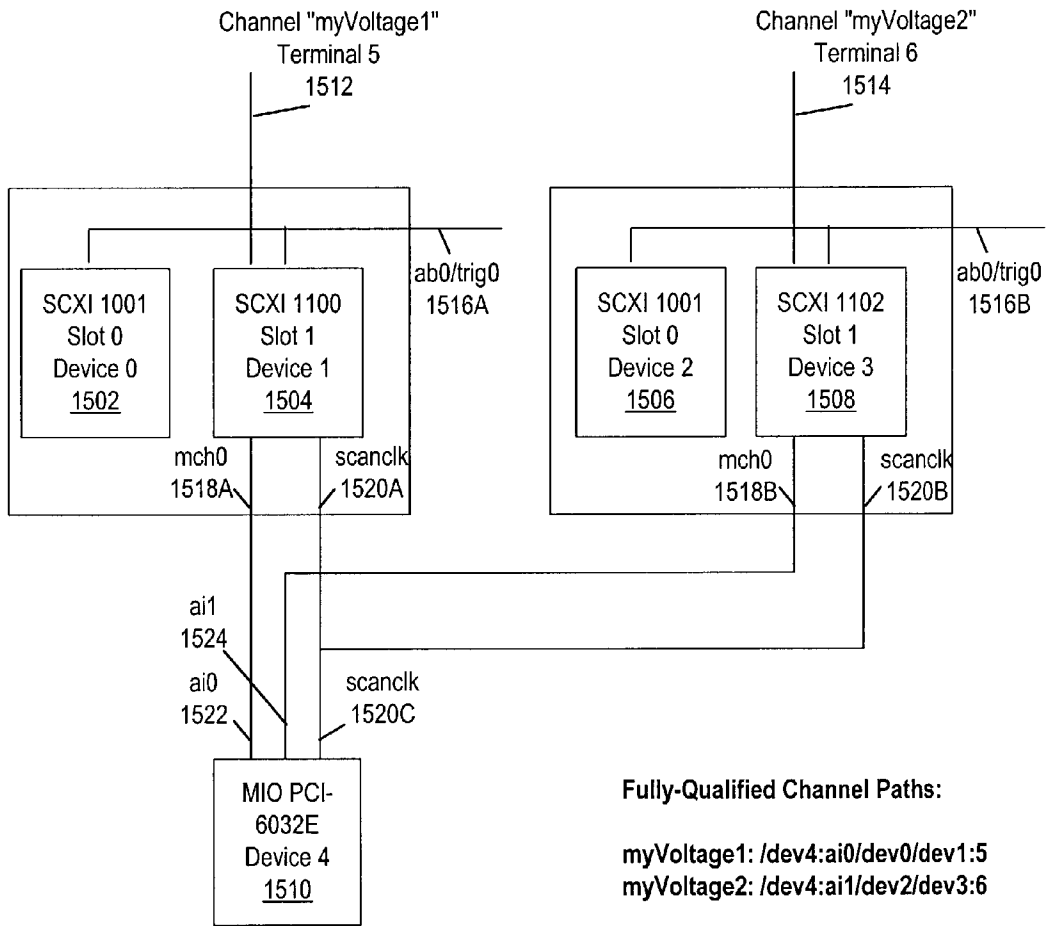 Channel "myVoltage1"
Terminal 5
1512
Channel "myVoltage2"
Terminal 6
1514
SCXI 1001
Slot 0
Device 0
1502
SCXI 1100
Slot 1
Device 1
1504
ab0/trig0
1516A
SCXI 1001
Slot 0
Device 2
1506
SCXI 1102
Slot 1
Device 3
1508
ab0/trig0
1516B
mch0
1518A
scanclk
1520A
mch0
1518B
scanclk
1520B
ai1
1524
ai0
1522
scanclk
1520C
MIO PCI-
6032E
Device 4
1510
Fully-Qualified Channel Paths:
myVoltage1: /dev4:ai0/dev0/dev1:5
myVoltage2: /dev4:ai1/dev2/dev3:6